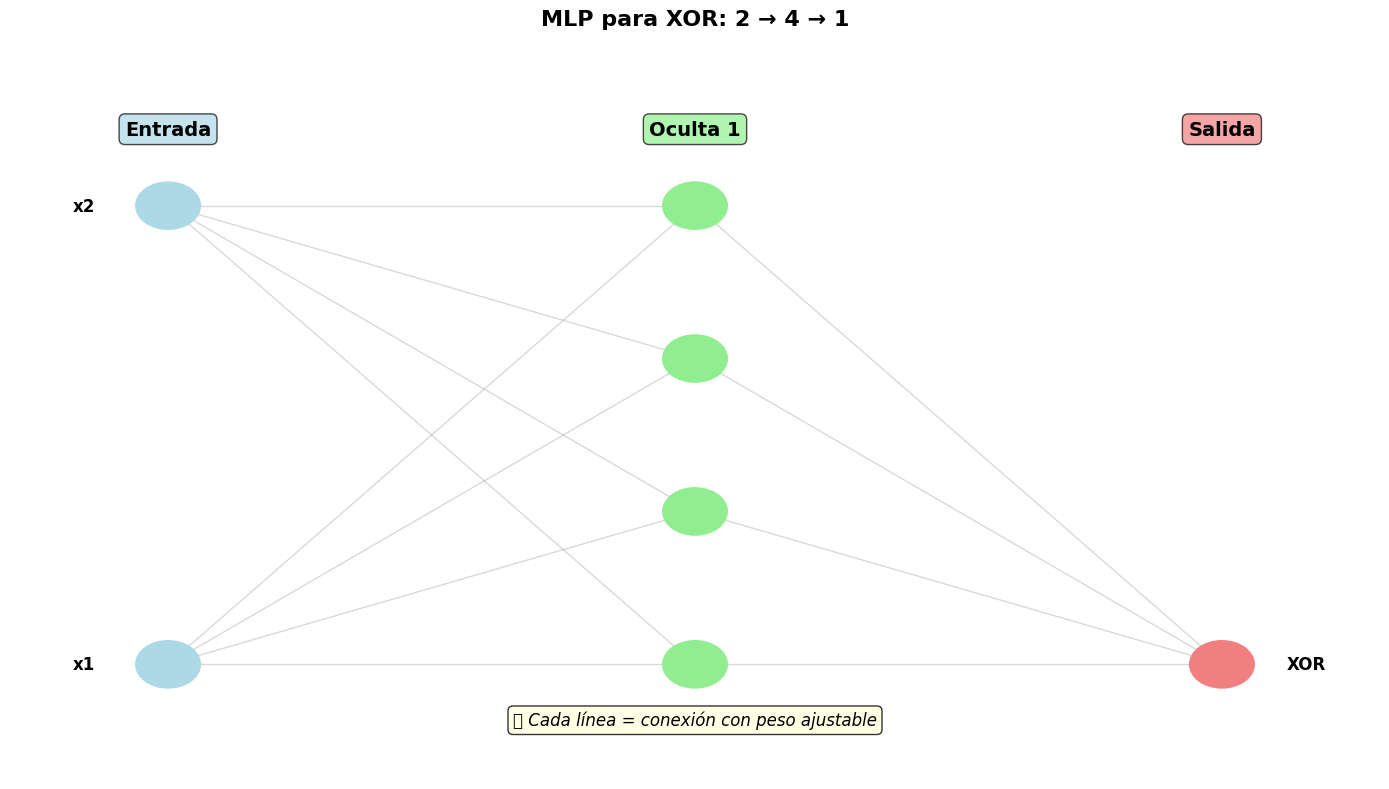 MLP para XOR: 2 → 4 → 1
Entrada
Oculta 1
Salida
x2
x1
XOR
Cada línea = conexión con peso ajustable